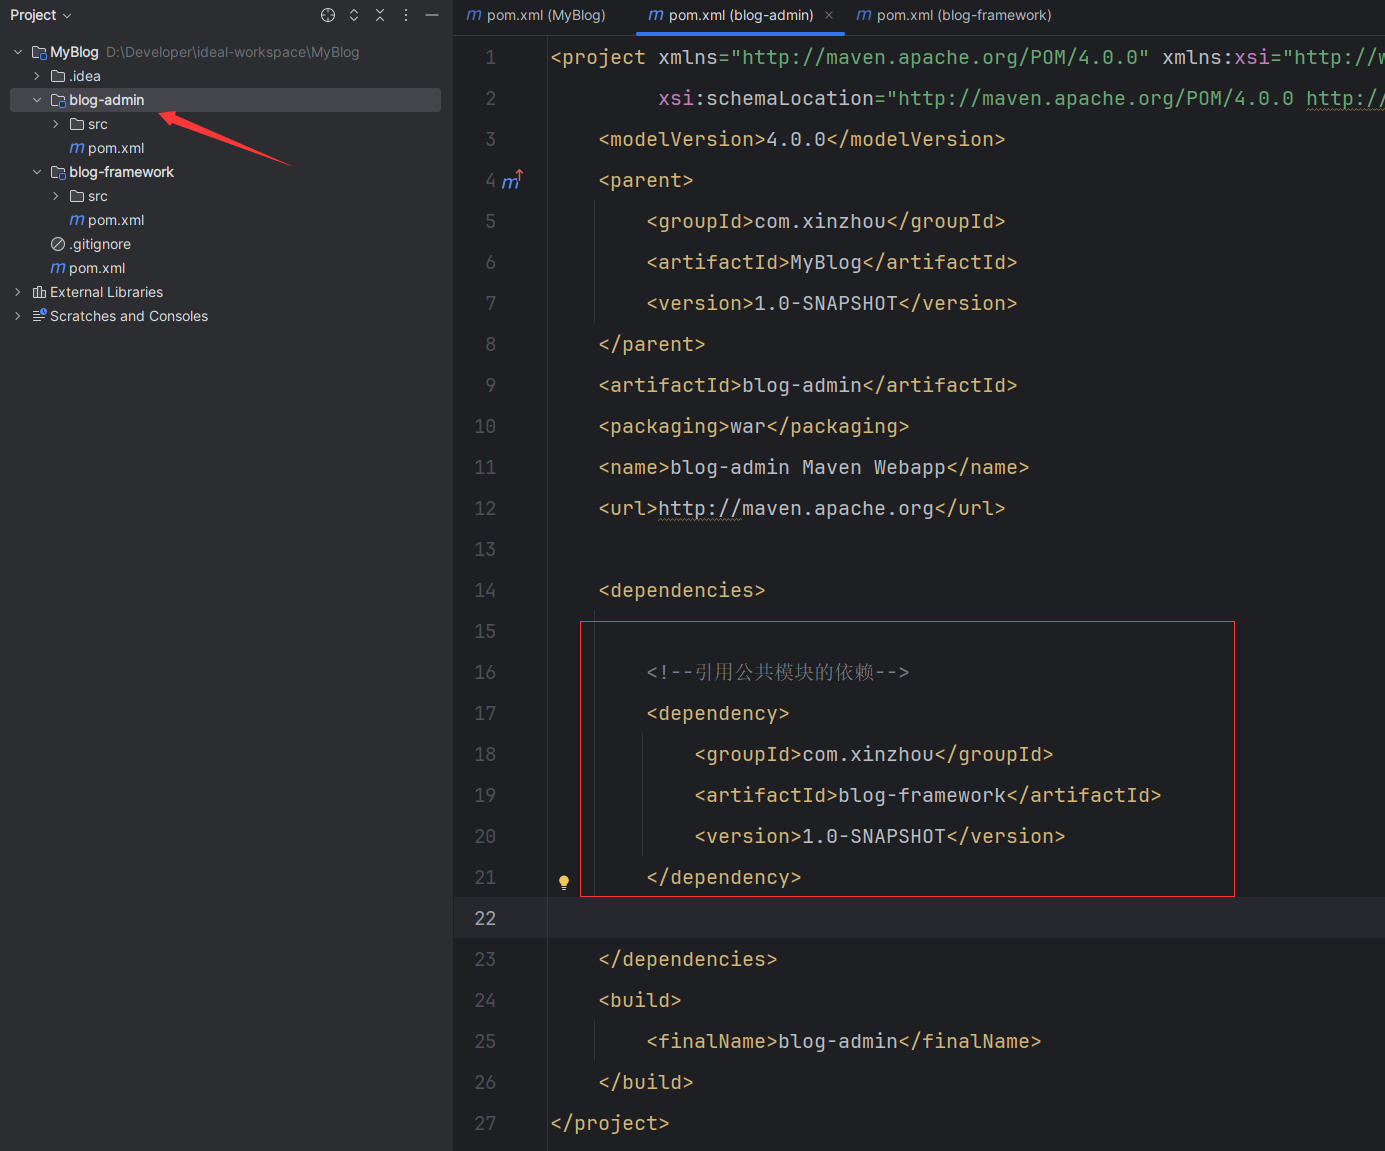 Project
MyBlog D:\Developer\ideal-workspace\MyBlog
.idea
blog-admin
src
pom.xml
blog-framework
src
pom.xml
.gitignore
pom.xml
External Libraries
Scratches and Consoles
pom.xml (MyBlog) pom.xml (blog-admin) pom.xml (blog-framework)
1 <project xmlns="http://maven.apache.org/POM/4.0.0" xmlns:xsi="http://w
2 xsi:schemaLocation="http://maven.apache.org/POM/4.0.0 http://
3 <modelVersion>4.0.0</modelVersion>
4 <parent>
5 <groupId>com.xinzhou</groupId>
6 <artifactId>MyBlog</artifactId>
7 <version>1.0-SNAPSHOT</version>
8 </parent>
9 <artifactId>blog-admin</artifactId>
10 <packaging>war</packaging>
11 <name>blog-admin Maven Webapp</name>
12 <url>http://maven.apache.org</url>
13
14 <dependencies>
15
16 <!--引用公共模块的依赖-->
17 <dependency>
18 <groupId>com.xinzhou</groupId>
19 <artifactId>blog-framework</artifactId>
20 <version>1.0-SNAPSHOT</version>
21 </dependency>
22
23 </dependencies>
24 <build>
25 <finalName>blog-admin</finalName>
26 </build>
27 </project>